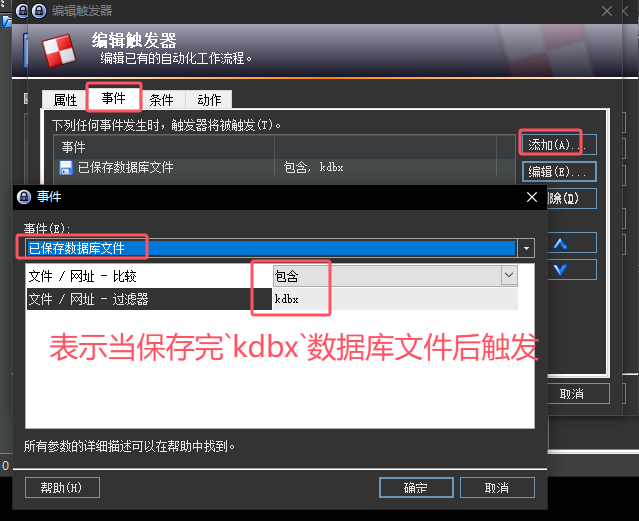 编辑触发器
编辑触发器
编辑已有的自动化工作流程。
属性 事件 条件 动作
下列任何事件发生时，触发器将被触发(T)。
事件
已保存数据库文件 包含, kdbx
添加(A)...
编辑(E)...
除(D)
事件
事件(E):
已保存数据库文件
文件 / 网址 - 比较 包含
文件 / 网址 - 过滤器 kdbx
表示当保存完`kdbx`数据库文件后触发
取消
所有参数的详细描述可以在帮助中找到。
0
帮助(H) 确定 取消